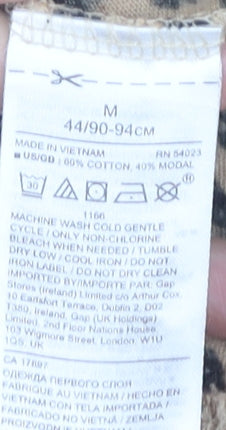 M
44/90-94CM
MADE IN VIETNAM RN 54023
US/GB : 60% COTTON, 40% MODAL
30
1166
MACHINE WASH COLD GENTLE
CYCLE / ONLY NON-CHLORINE
BLEACH WHEN NEEDED / TUMBLE
DRY LOW / COOL IRON / DO NOT
IRON LABEL / DO NOT DRY CLEAN
IMPORTED BY/IMPORTE PAR: Gap
Stores (Ireland) Limited c/o Arthur Cox,
10 Earlsfort Terrace, Dublin 2, D02
T380, Ireland. Gap (UK Holdings)
Limited, 2nd Floor Nations House,
103 Wigmore Street, London, W1U
1QS, UK
CA 17897
ОДЕЖДА ПЕРВОГО СЛОЯ
FABRIQUE AU VIETNAM / HECHO EN
VIETNAM CON TELA IMPORTADA /
FABRICADO NO VIETNÃ / ZEMLJA